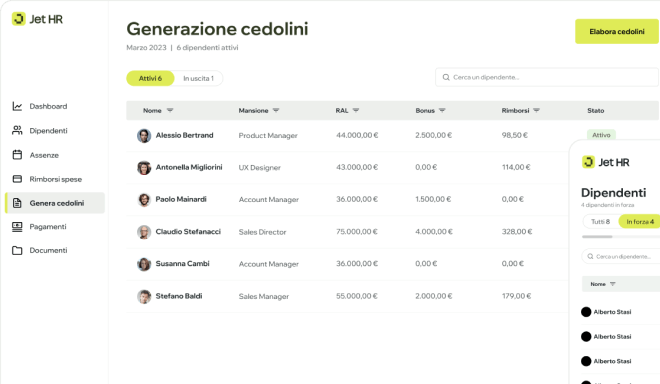 Jet HR
Generazione cedolini
Elabora cedolini
Marzo 2023 | 6 dipendenti attivi
Attivi 6 In uscita 1
Cerca un dipendente...
Dashboard
Dipendenti
Assenze
Rimborsi spese
Genera cedolini
Pagamenti
Documenti
Nome Mansione RAL Bonus Rimborsi Stato
Alessio Bertrand Product Manager 44.000,00 € 2.500,00 € 98,50 € Attivo
Antonella Migliorini UX Designer 43.000,00 € 0,00 € 114,00 €
Paolo Mainardi Account Manager 36.000,00 € 1.500,00 € 0,00 €
Claudio Stefanacci Sales Director 75.000,00 € 4.000,00 € 328,00 €
Susanna Cambi Account Manager 36.000,00 € 0,00 € 0,00 €
Stefano Baldi Sales Manager 55.000,00 € 2.000,00 € 179,00 €
Jet HR
Dipendenti
4 dipendenti in forza
Tutti 8 In forza 4
Cerca un dipendente...
Nome
Alberto Stasi
Alberto Stasi
Alberto Stasi